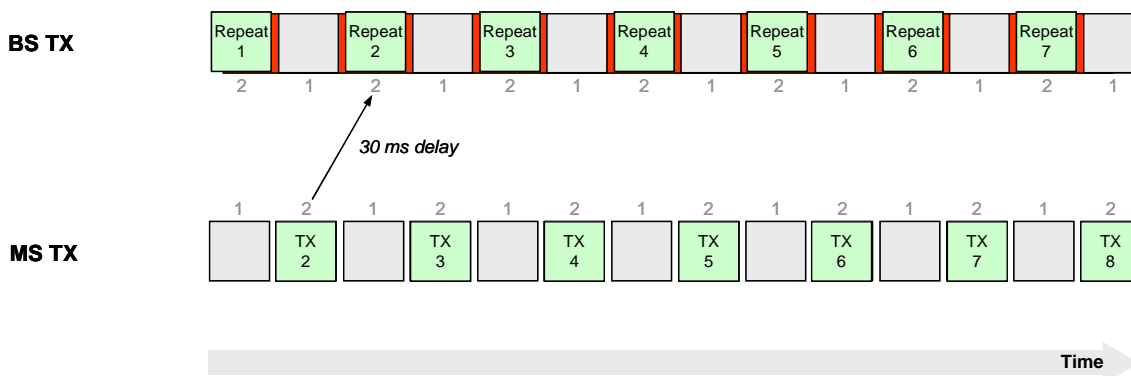 BS TX
Repeat 1
Repeat 2
Repeat 3
Repeat 4
Repeat 5
Repeat 6
Repeat 7
2 1 2 1 2 1 2 1 2 1 2 1 2 1
30 ms delay
1 2 1 2 1 2 1 2 1 2 1 2 1 2
MS TX
TX 2
TX 3
TX 4
TX 5
TX 6
TX 7
TX 8
Time